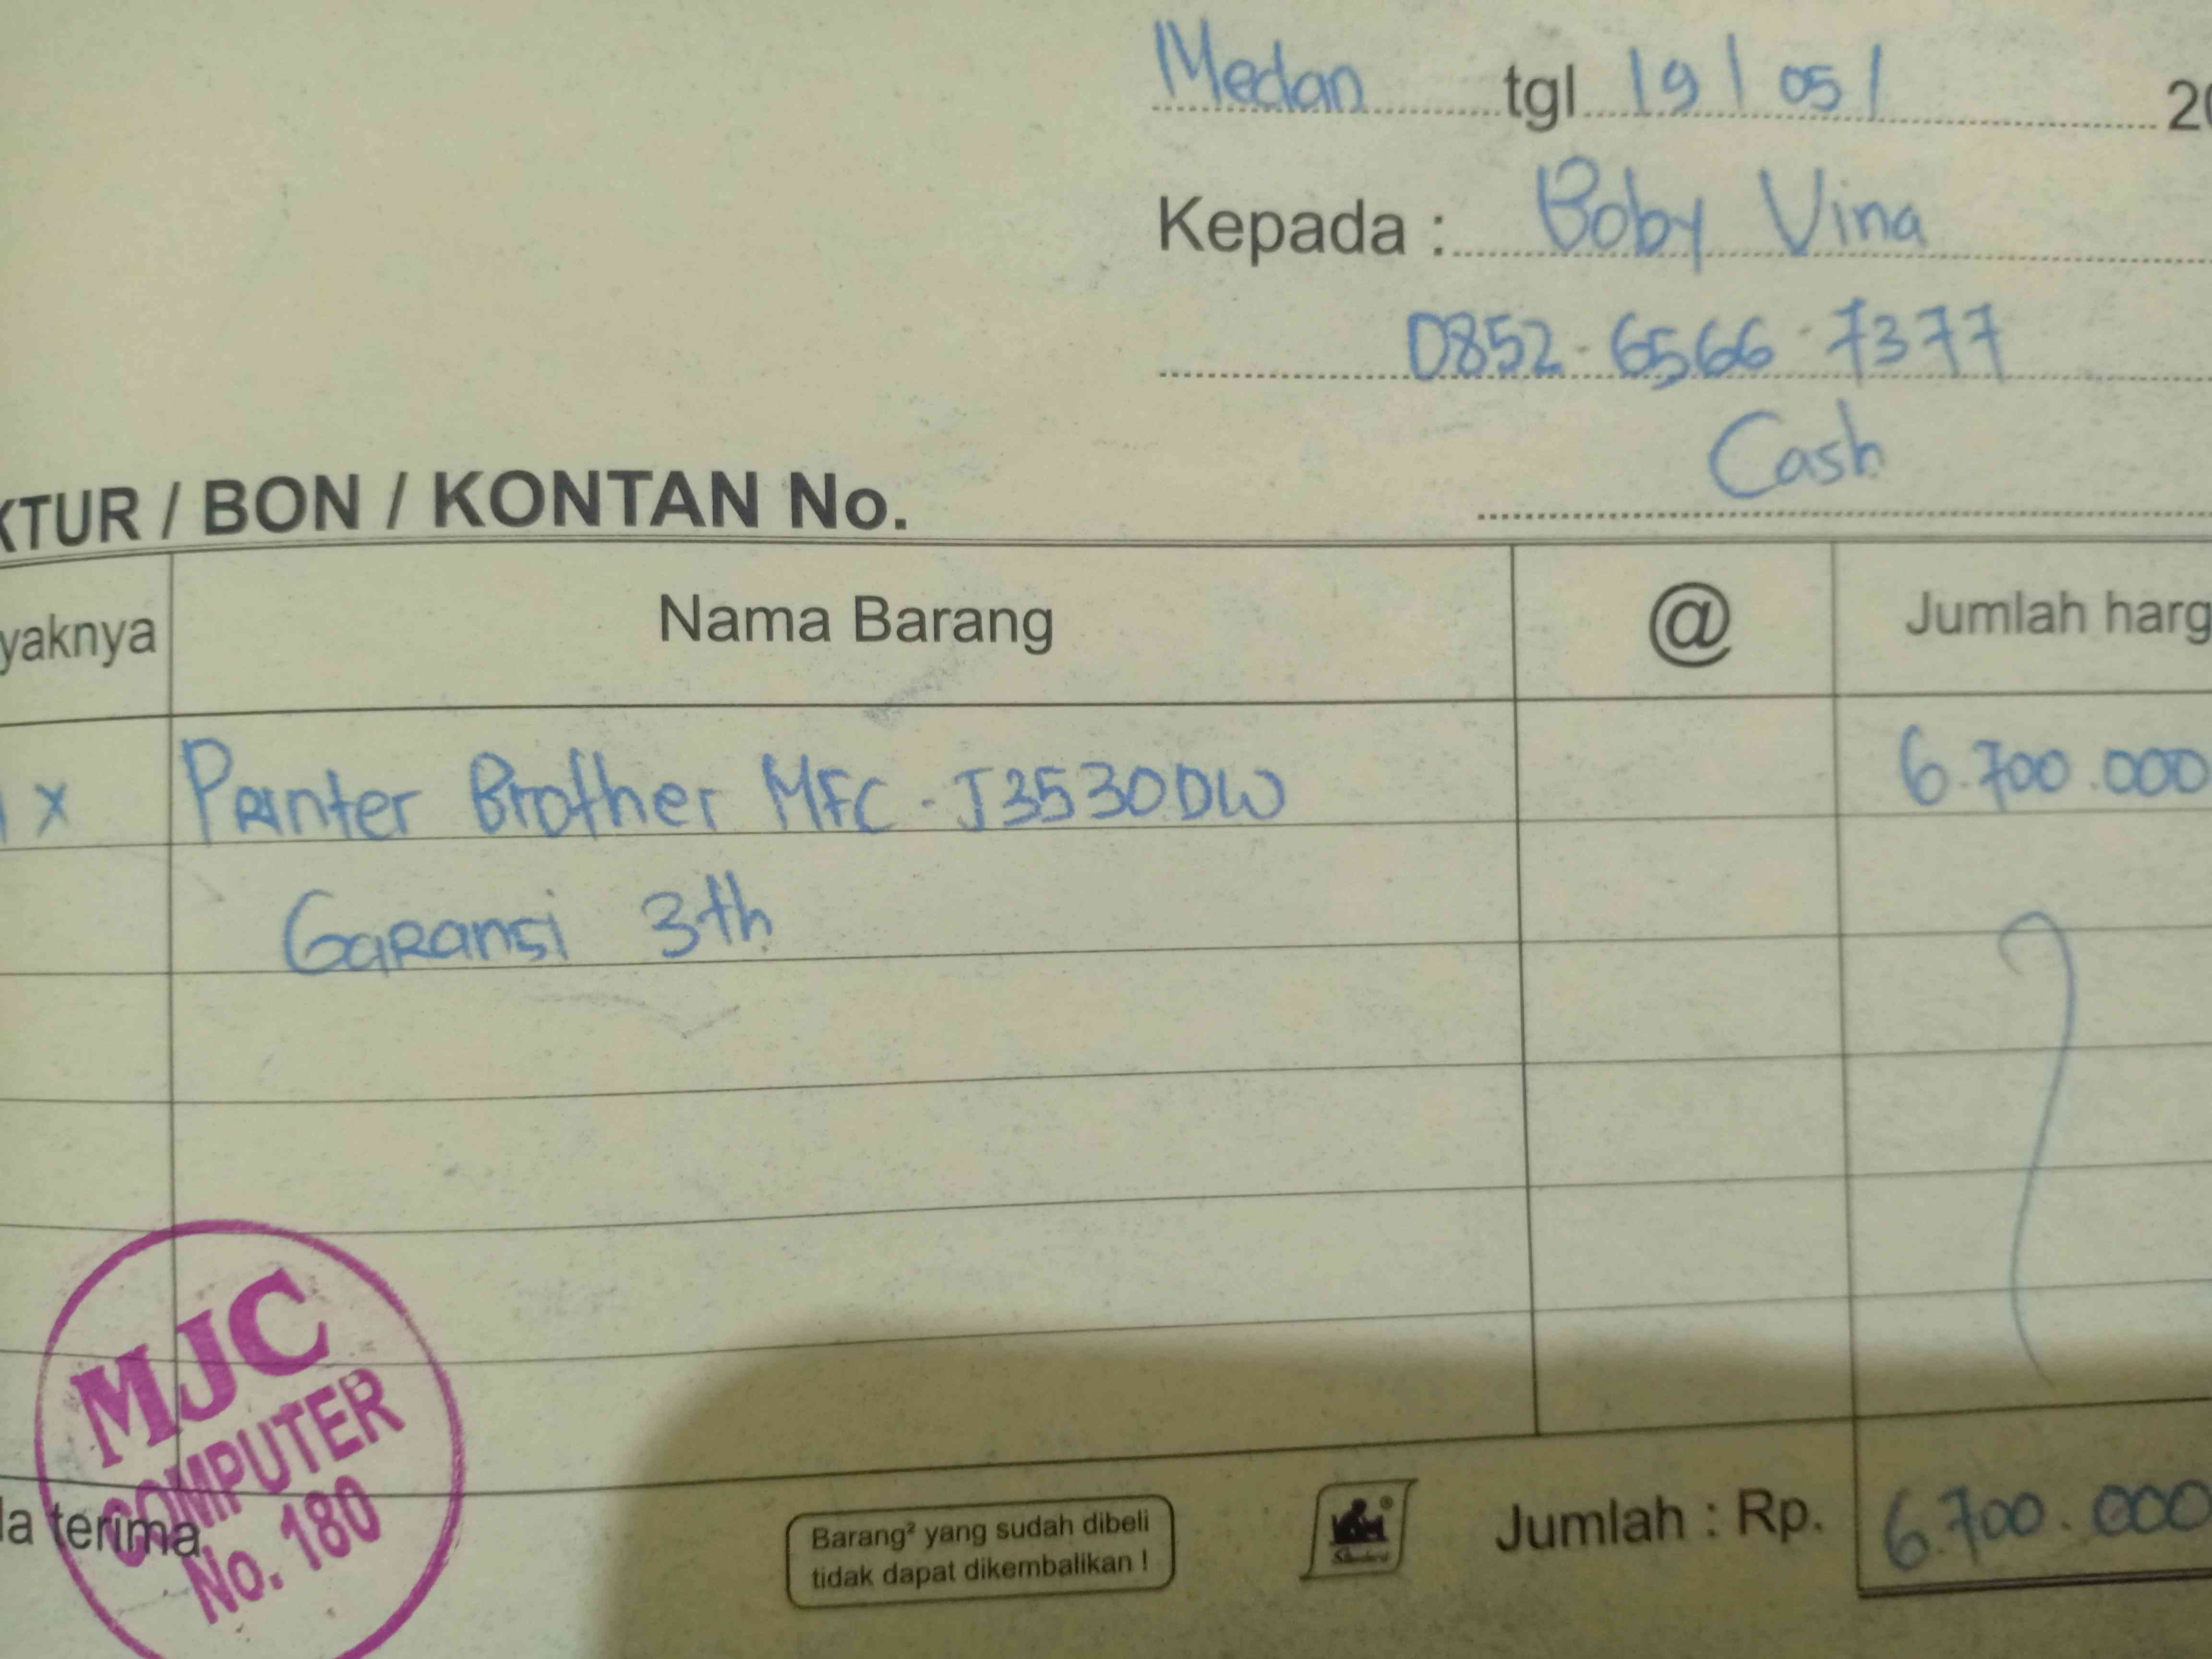 Medan tgl 19/05/ 20
Kepada : Boby Vina
0852-6566-7377
Cash
KTUR / BON / KONTAN No.
yaknya Nama Barang @ Jumlah harg
1 x Printer Brother MFC-J3530DW 6.700.000
Garansi 3th
MJC
COMPUTER
No. 180
da terima
Barang² yang sudah dibeli
tidak dapat dikembalikan !
Jumlah : Rp. 6.700.000